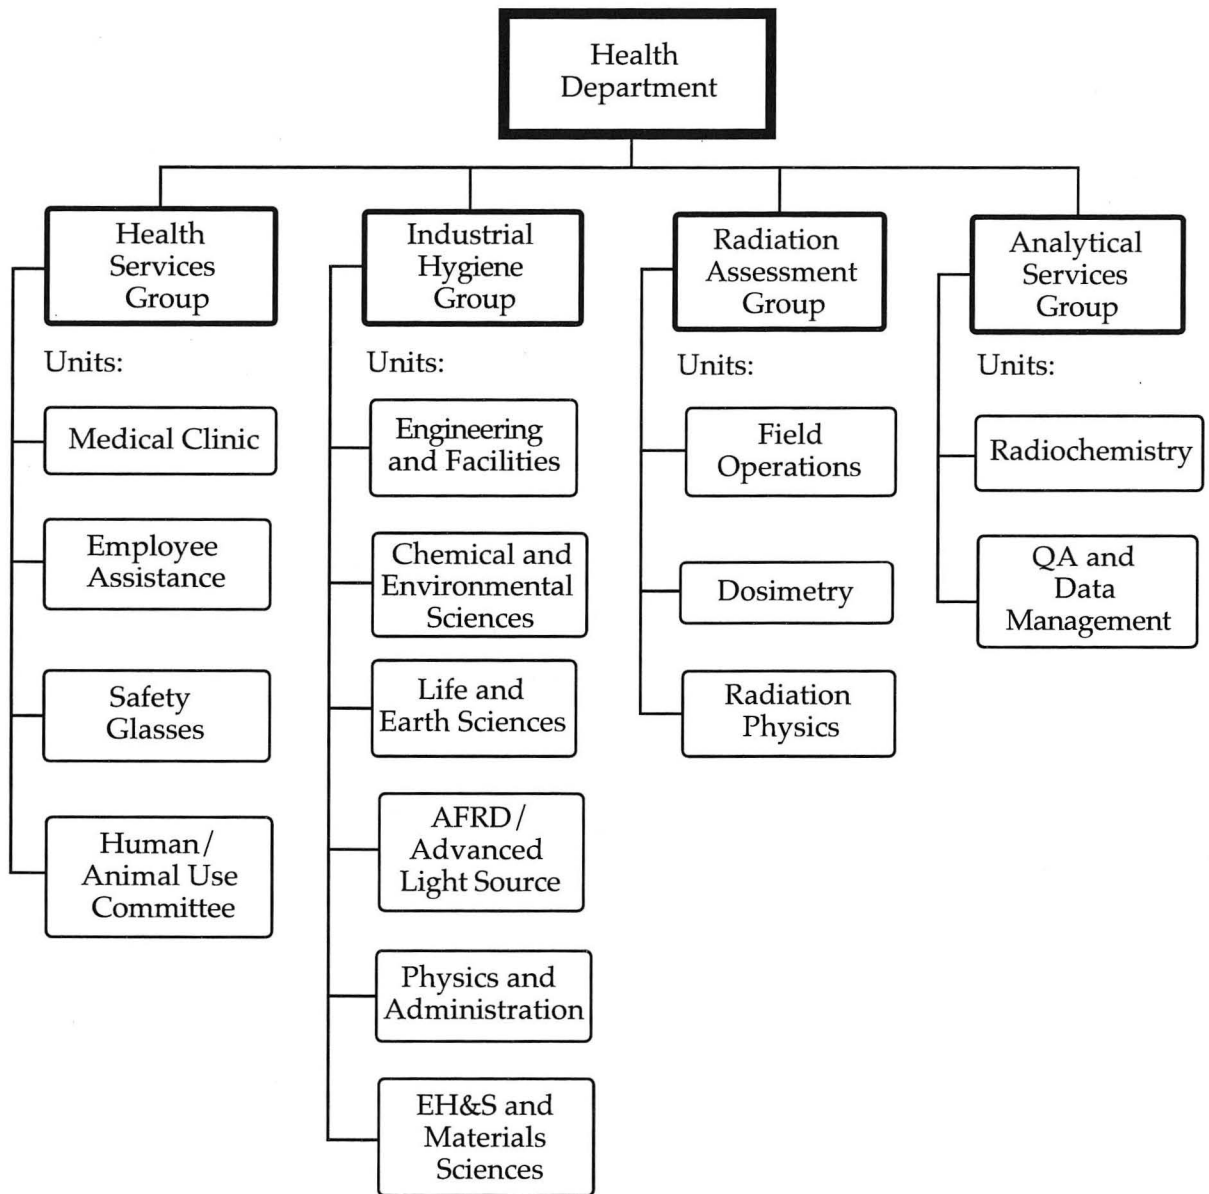 Health
Department
Health
Services
Group
Units:
Medical Clinic
Employee
Assistance
Safety
Glasses
Human/
Animal Use
Committee
Industrial
Hygiene
Group
Units:
Engineering
and Facilities
Chemical and
Environmental
Sciences
Life and
Earth Sciences
AFRD/
Advanced
Light Source
Physics and
Administration
EH&S and
Materials
Sciences
Radiation
Assessment
Group
Units:
Field
Operations
Dosimetry
Radiation
Physics
Analytical
Services
Group
Units:
Radiochemistry
QA and
Data
Management